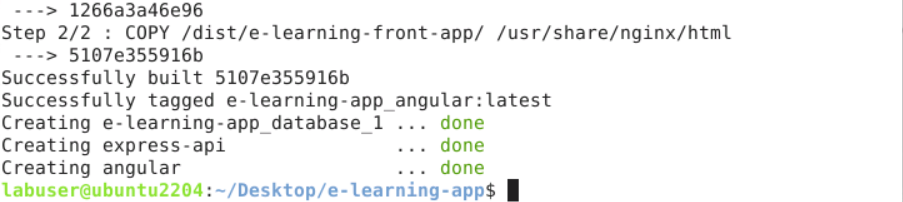 ---> 1266a3a46e96
Step 2/2 : COPY /dist/e-learning-front-app/ /usr/share/nginx/html
---> 5107e355916b
Successfully built 5107e355916b
Successfully tagged e-learning-app_angular:latest
Creating e-learning-app_database_1 ... done
Creating express-api               ... done
Creating angular                   ... done
labuser@ubuntu2204:~/Desktop/e-learning-app$